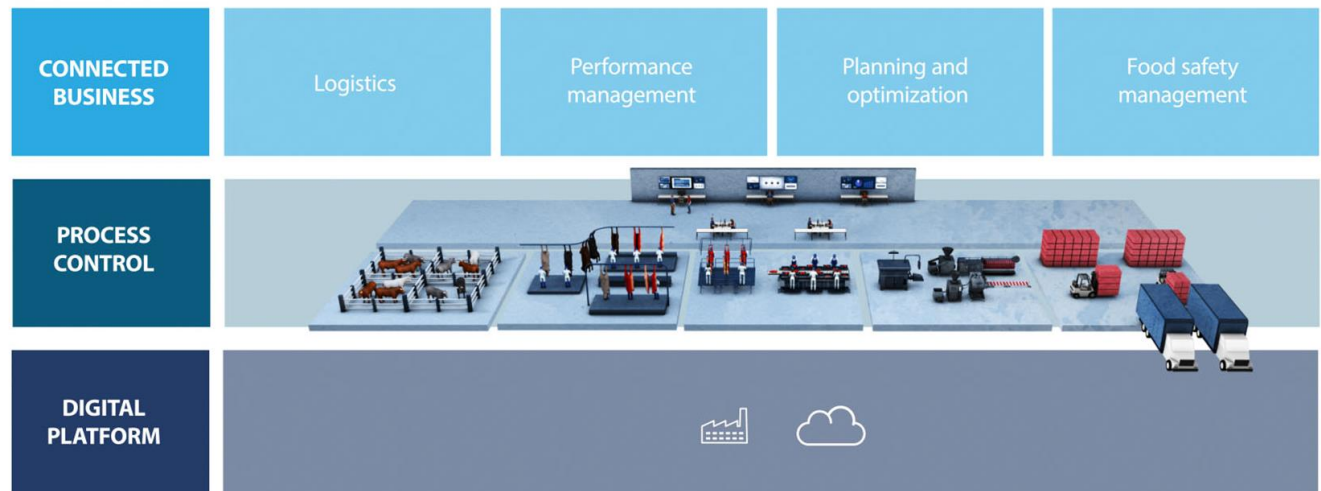 CONNECTED
BUSINESS
Logistics
Performance
management
Planning and
optimization
Food safety
management
PROCESS
CONTROL
DIGITAL
PLATFORM